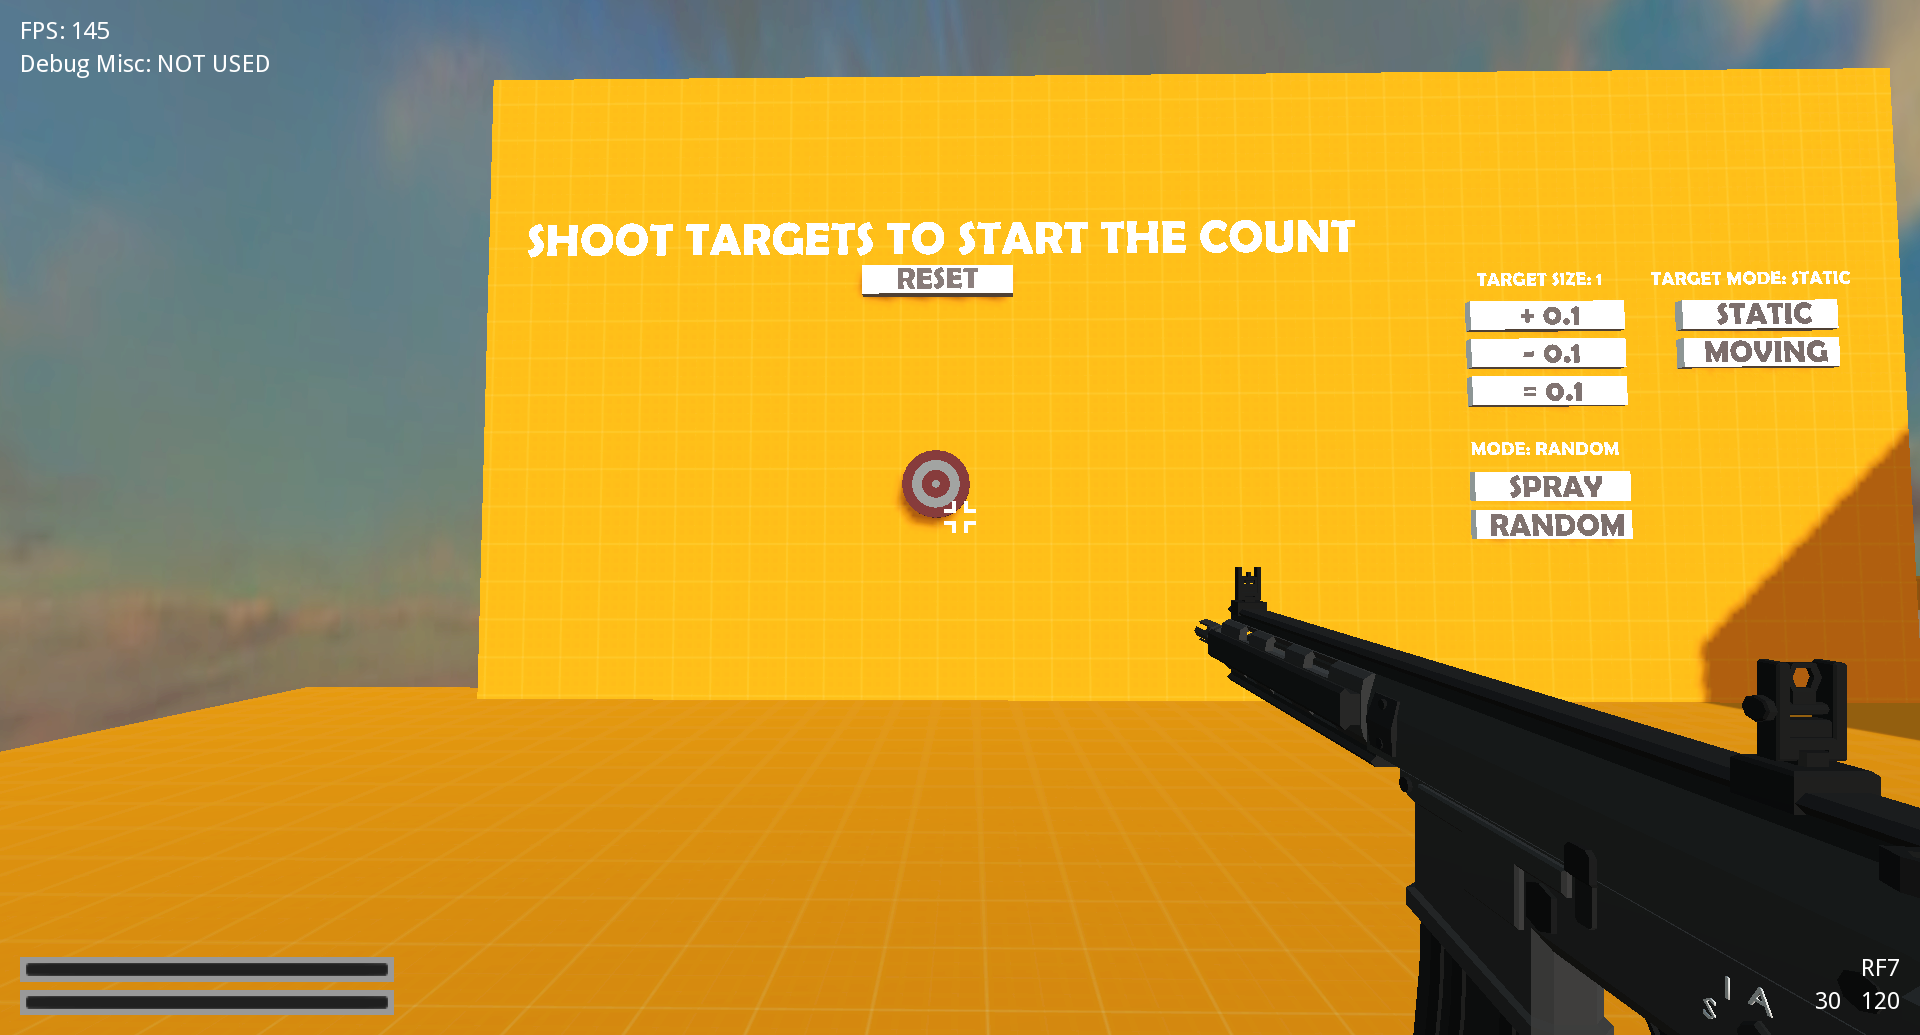 FPS: 145
Debug Misc: NOT USED
SHOOT TARGETS TO START THE COUNT
RESET
TARGET SIZE: 1
+ 0.1
- 0.1
= 0.1
TARGET MODE: STATIC
STATIC
MOVING
MODE: RANDOM
SPRAY
RANDOM
S I A
RF7
30 120